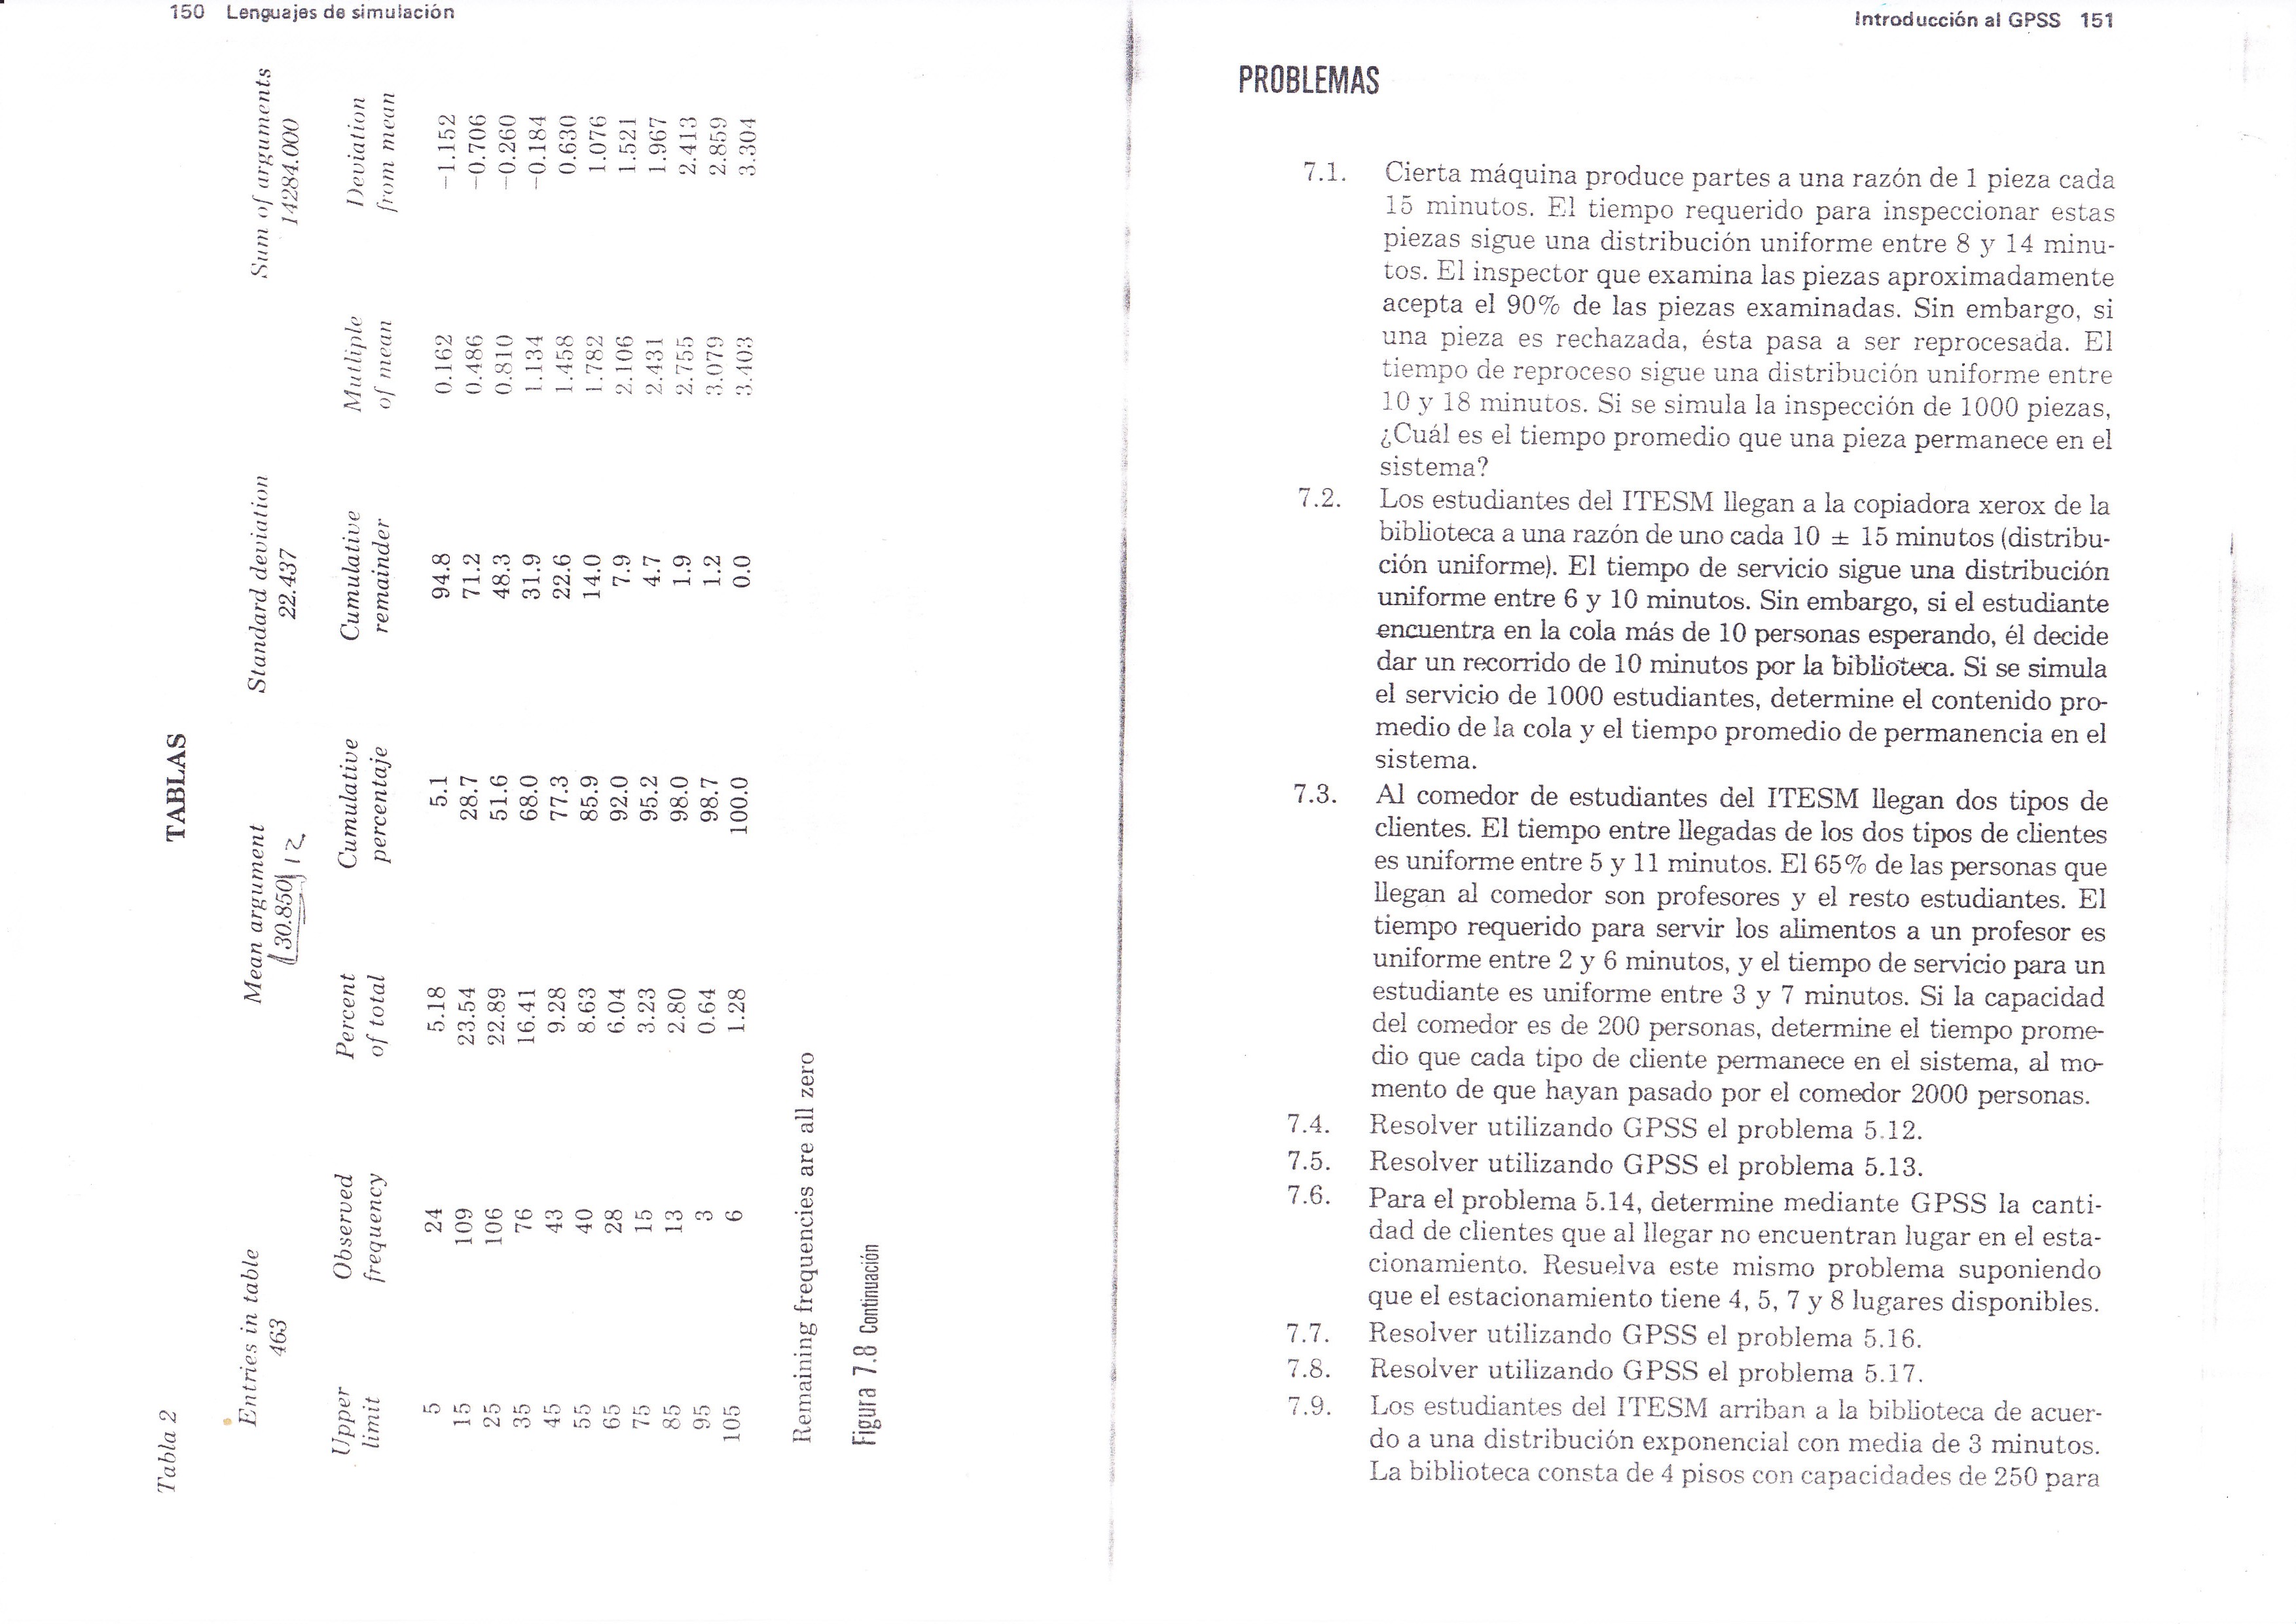 150 Lenguajes de simulación
Tabla 2
TABLAS
Entries in table Mean argument Standard deviation Sum of arguments
463 30.850 12 22.437 14284.000
Upper Observed Percent Cumulative Cumulative Mutliple Deviation
limit frequency of total percentaje remainder of mean from mean
5 24 5.18 5.1 94.8 0.162 −1.152
15 109 23.54 28.7 71.2 0.486 −0.706
25 106 22.89 51.6 48.3 0.810 −0.260
35 76 16.41 68.0 31.9 1.134 −0.184
45 43 9.28 77.3 22.6 1.458 0.630
55 40 8.63 85.9 14.0 1.782 1.076
65 28 6.04 92.0 7.9 2.106 1.521
75 15 3.23 95.2 4.7 2.431 1.967
85 13 2.80 98.0 1.9 2.755 2.413
95 3 0.64 98.7 1.2 3.079 2.859
105 6 1.28 100.0 0.0 3.403 3.304
Remaining frequencies are all zero
Figura 7.8 Continuación
Introducción al GPSS 151
PROBLEMAS
7.1. Cierta máquina produce partes a una razón de 1 pieza cada
15 minutos. El tiempo requerido para inspeccionar estas
piezas sigue una distribución uniforme entre 8 y 14 minu-
tos. El inspector que examina las piezas aproximadamente
acepta el 90% de las piezas examinadas. Sin embargo, si
una pieza es rechazada, ésta pasa a ser reprocesada. El
tiempo de reproceso sigue una distribución uniforme entre
10 y 18 minutos. Si se simula la inspección de 1000 piezas,
¿Cuál es el tiempo promedio que una pieza permanece en el
sistema?
7.2. Los estudiantes del ITESM llegan a la copiadora xerox de la
biblioteca a una razón de uno cada 10 ± 15 minutos (distribu-
ción uniforme). El tiempo de servicio sigue una distribución
uniforme entre 6 y 10 minutos. Sin embargo, si el estudiante
encuentra en la cola más de 10 personas esperando, él decide
dar un recorrido de 10 minutos por la biblioteca. Si se simula
el servicio de 1000 estudiantes, determine el contenido pro-
medio de la cola y el tiempo promedio de permanencia en el
sistema.
7.3. Al comedor de estudiantes del ITESM llegan dos tipos de
clientes. El tiempo entre llegadas de los dos tipos de clientes
es uniforme entre 5 y 11 minutos. El 65% de las personas que
llegan al comedor son profesores y el resto estudiantes. El
tiempo requerido para servir los alimentos a un profesor es
uniforme entre 2 y 6 minutos, y el tiempo de servicio para un
estudiante es uniforme entre 3 y 7 minutos. Si la capacidad
del comedor es de 200 personas, determine el tiempo prome-
dio que cada tipo de cliente permanece en el sistema, al mo-
mento de que hayan pasado por el comedor 2000 personas.
7.4. Resolver utilizando GPSS el problema 5.12.
7.5. Resolver utilizando GPSS el problema 5.13.
7.6. Para el problema 5.14, determine mediante GPSS la canti-
dad de clientes que al llegar no encuentran lugar en el esta-
cionamiento. Resuelva este mismo problema suponiendo
que el estacionamiento tiene 4, 5, 7 y 8 lugares disponibles.
7.7. Resolver utilizando GPSS el problema 5.16.
7.8. Resolver utilizando GPSS el problema 5.17.
7.9. Los estudiantes del ITESM arriban a la biblioteca de acuer-
do a una distribución exponencial con media de 3 minutos.
La biblioteca consta de 4 pisos con capacidades de 250 para